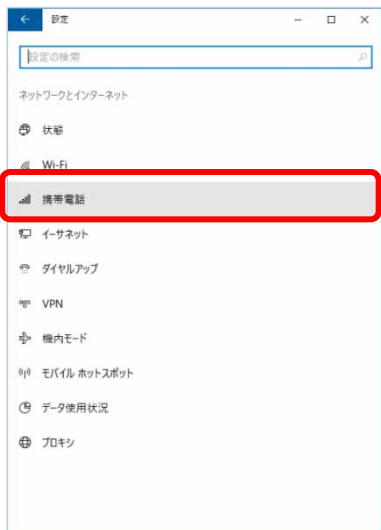 設定
設定の検索
ネットワークとインターネット
状態
Wi-Fi
携帯電話
イーサネット
ダイヤルアップ
VPN
機内モード
モバイル ホットスポット
データ使用状況
プロキシ